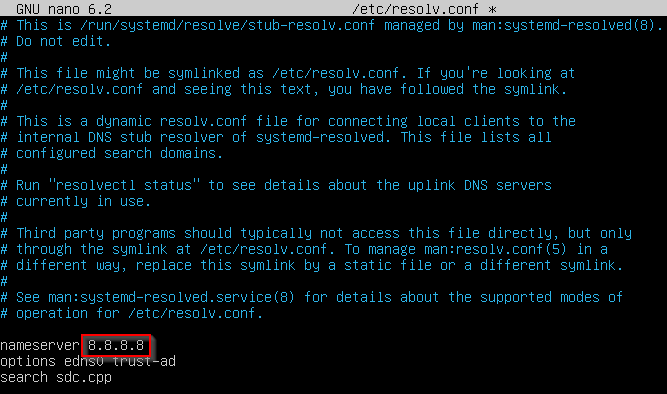 GNU nano 6.2 /etc/resolv.conf *
# This is /run/systemd/resolve/stub-resolv.conf managed by man:systemd-resolved(8).
# Do not edit.
#
# This file might be symlinked as /etc/resolv.conf. If you're looking at
# /etc/resolv.conf and seeing this text, you have followed the symlink.
#
# This is a dynamic resolv.conf file for connecting local clients to the
# internal DNS stub resolver of systemd-resolved. This file lists all
# configured search domains.
#
# Run "resolvectl status" to see details about the uplink DNS servers
# currently in use.
#
# Third party programs should typically not access this file directly, but only
# through the symlink at /etc/resolv.conf. To manage man:resolv.conf(5) in a
# different way, replace this symlink by a static file or a different symlink.
#
# See man:systemd-resolved.service(8) for details about the supported modes of
# operation for /etc/resolv.conf.
nameserver 8.8.8.8
options edns0 trust-ad
search sdc.cpp